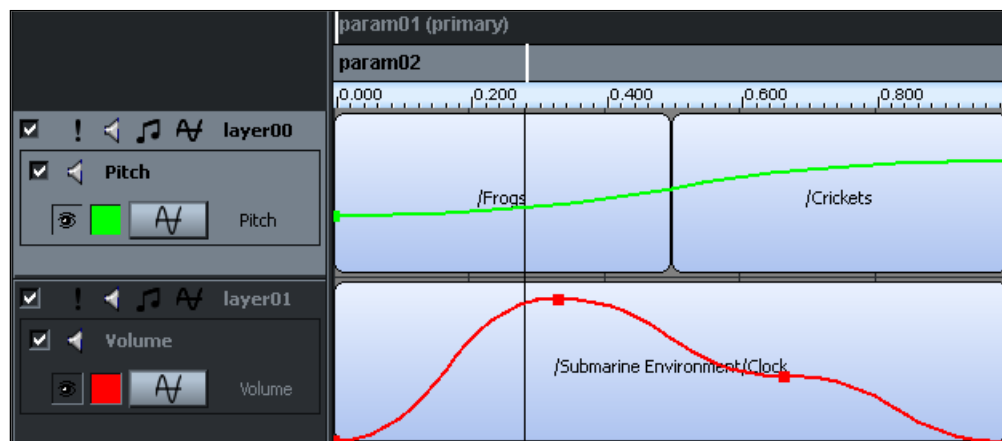 param01 (primary)
param02
0.000 0.200 0.400 0.600 0.800
! layer00
Pitch
/Frogs
/Crickets
Pitch
! layer01
Volume
/Submarine Environment/Clock
Volume